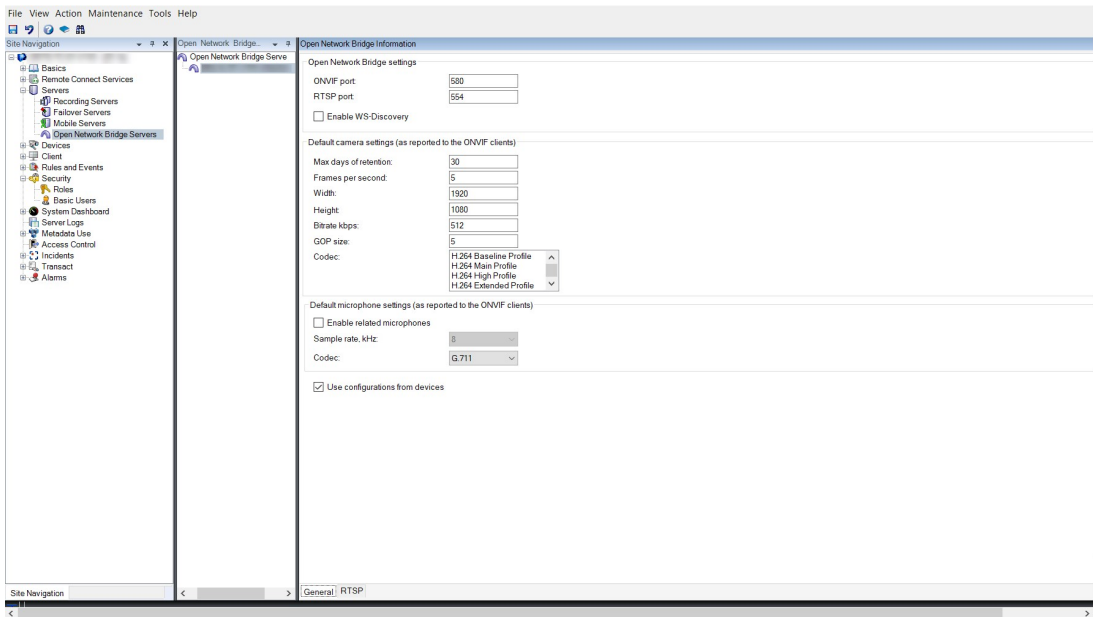 File View Action Maintenance Tools Help
Site Navigation
Basics
Remote Connect Services
Servers
Recording Servers
Failover Servers
Mobile Servers
Open Network Bridge Servers
Devices
Client
Rules and Events
Security
Roles
Basic Users
System Dashboard
Server Logs
Metadata Use
Access Control
Incidents
Transact
Alarms
Site Navigation
Open Network Bridge...
Open Network Bridge Serve
Open Network Bridge Information
Open Network Bridge settings
ONVIF port: 580
RTSP port: 554
Enable WS-Discovery
Default camera settings (as reported to the ONVIF clients)
Max days of retention: 30
Frames per second: 5
Width: 1920
Height: 1080
Bitrate kbps: 512
GOP size: 5
Codec: H.264 Baseline Profile
H.264 Main Profile
H.264 High Profile
H.264 Extended Profile
Default microphone settings (as reported to the ONVIF clients)
Enable related microphones
Sample rate, kHz: 8
Codec: G.711
Use configurations from devices
General RTSP